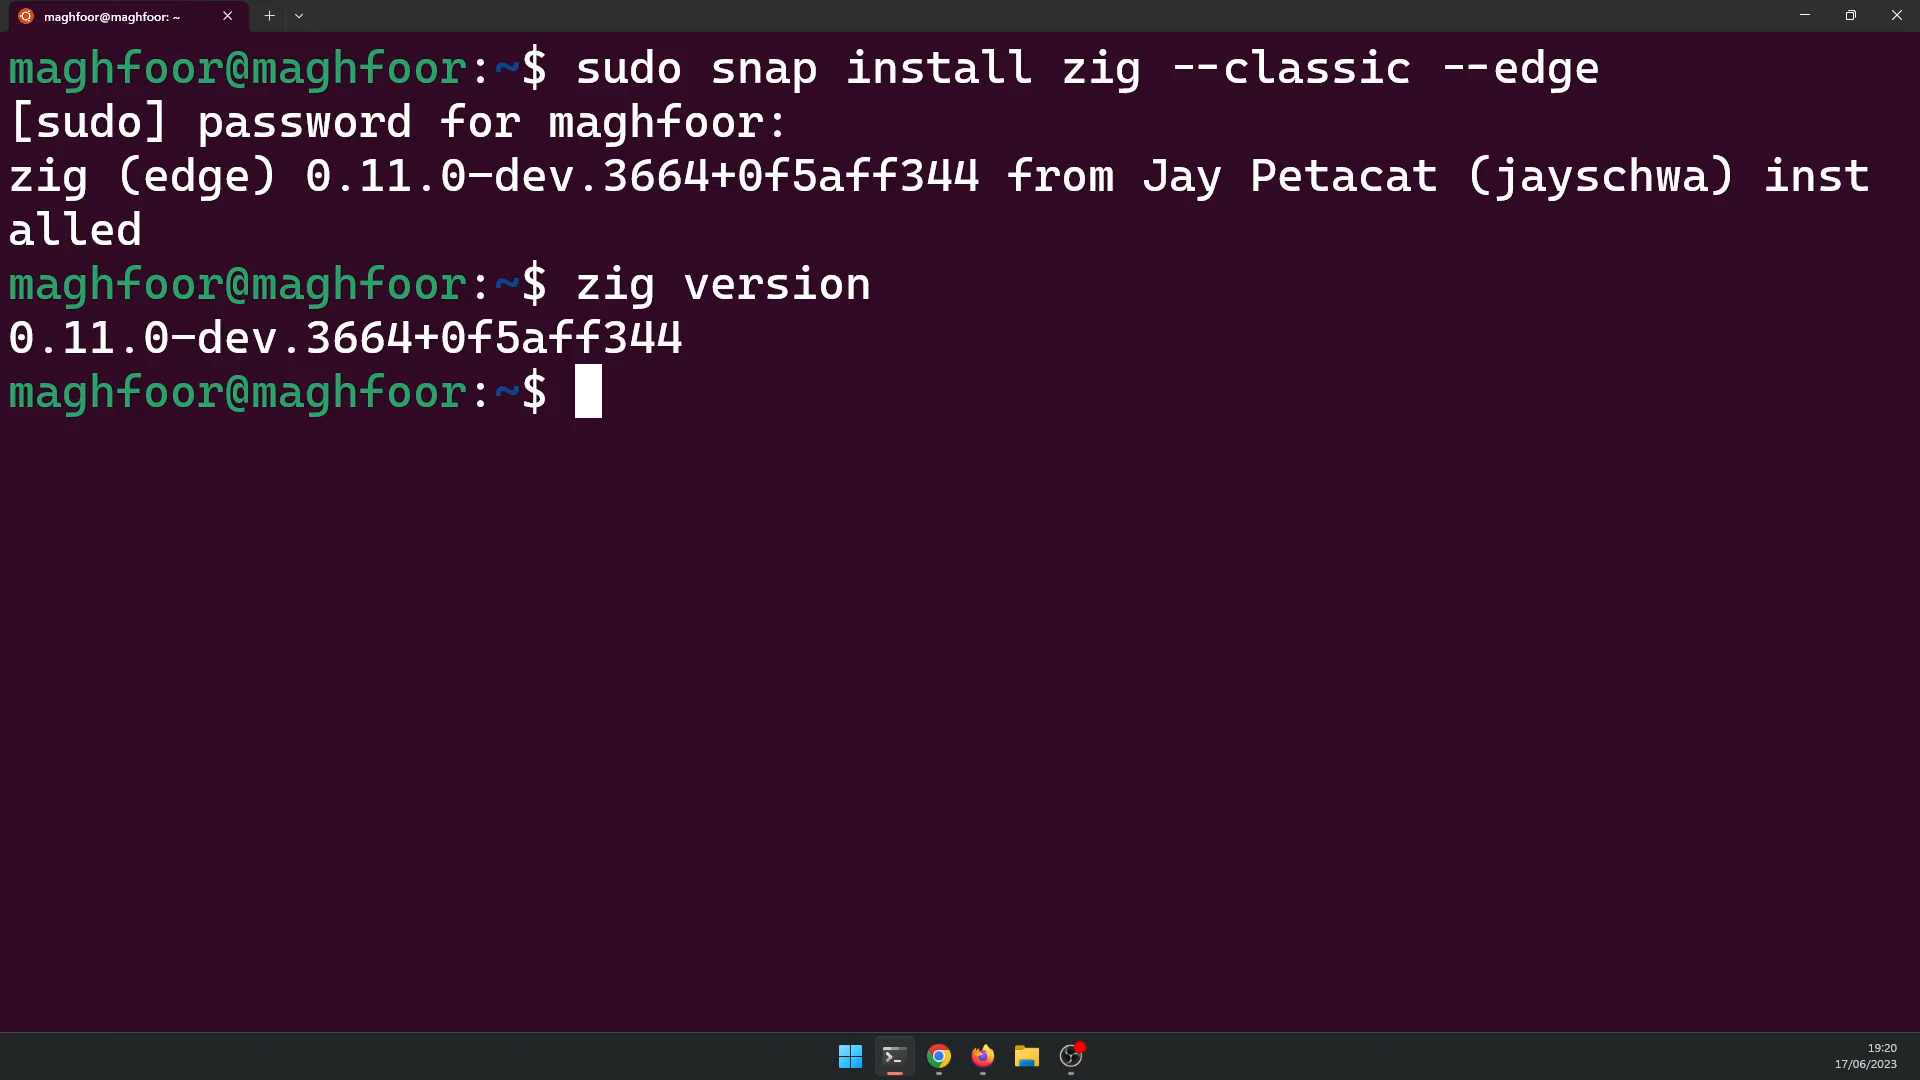 maghfoor@maghfoor: ~
maghfoor@maghfoor:~$ sudo snap install zig --classic --edge
[sudo] password for maghfoor:
zig (edge) 0.11.0-dev.3664+0f5aff344 from Jay Petacat (jayschwa) inst
alled
maghfoor@maghfoor:~$ zig version
0.11.0-dev.3664+0f5aff344
maghfoor@maghfoor:~$
19:20
17/06/2023